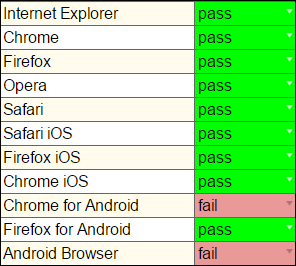 Internet Explorer pass
Chrome pass
Firefox pass
Opera pass
Safari pass
Safari iOS pass
Firefox iOS pass
Chrome iOS pass
Chrome for Android fail
Firefox for Android pass
Android Browser fail